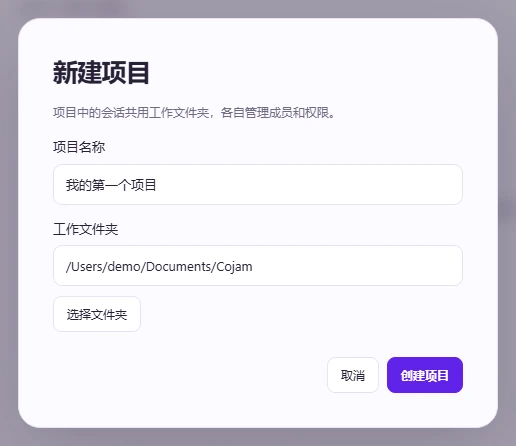 新建项目
项目中的会话共用工作文件夹，各自管理成员和权限。
项目名称
我的第一个项目
工作文件夹
/Users/demo/Documents/Cojam
选择文件夹
取消
创建项目